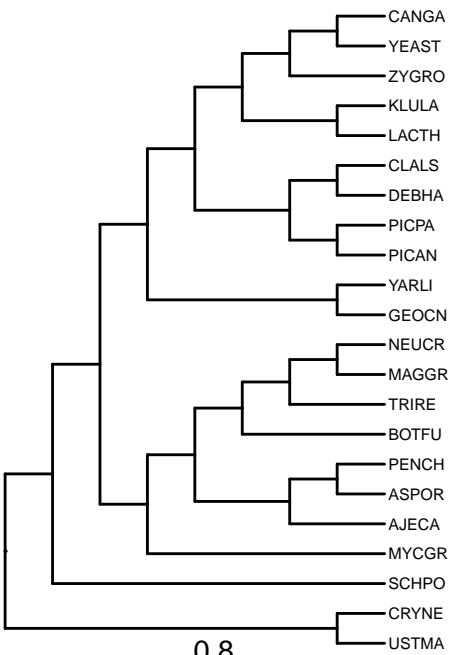 CANGA
YEAST
ZYGRO
KLULA
LACTH
CLALS
DEBHA
PICPA
PICAN
YARLI
GEOCN
NEUCR
MAGGR
TRIRE
BOTFU
PENCH
ASPOR
AJECA
MYCGR
SCHPO
CRYNE
USTMA
0.8